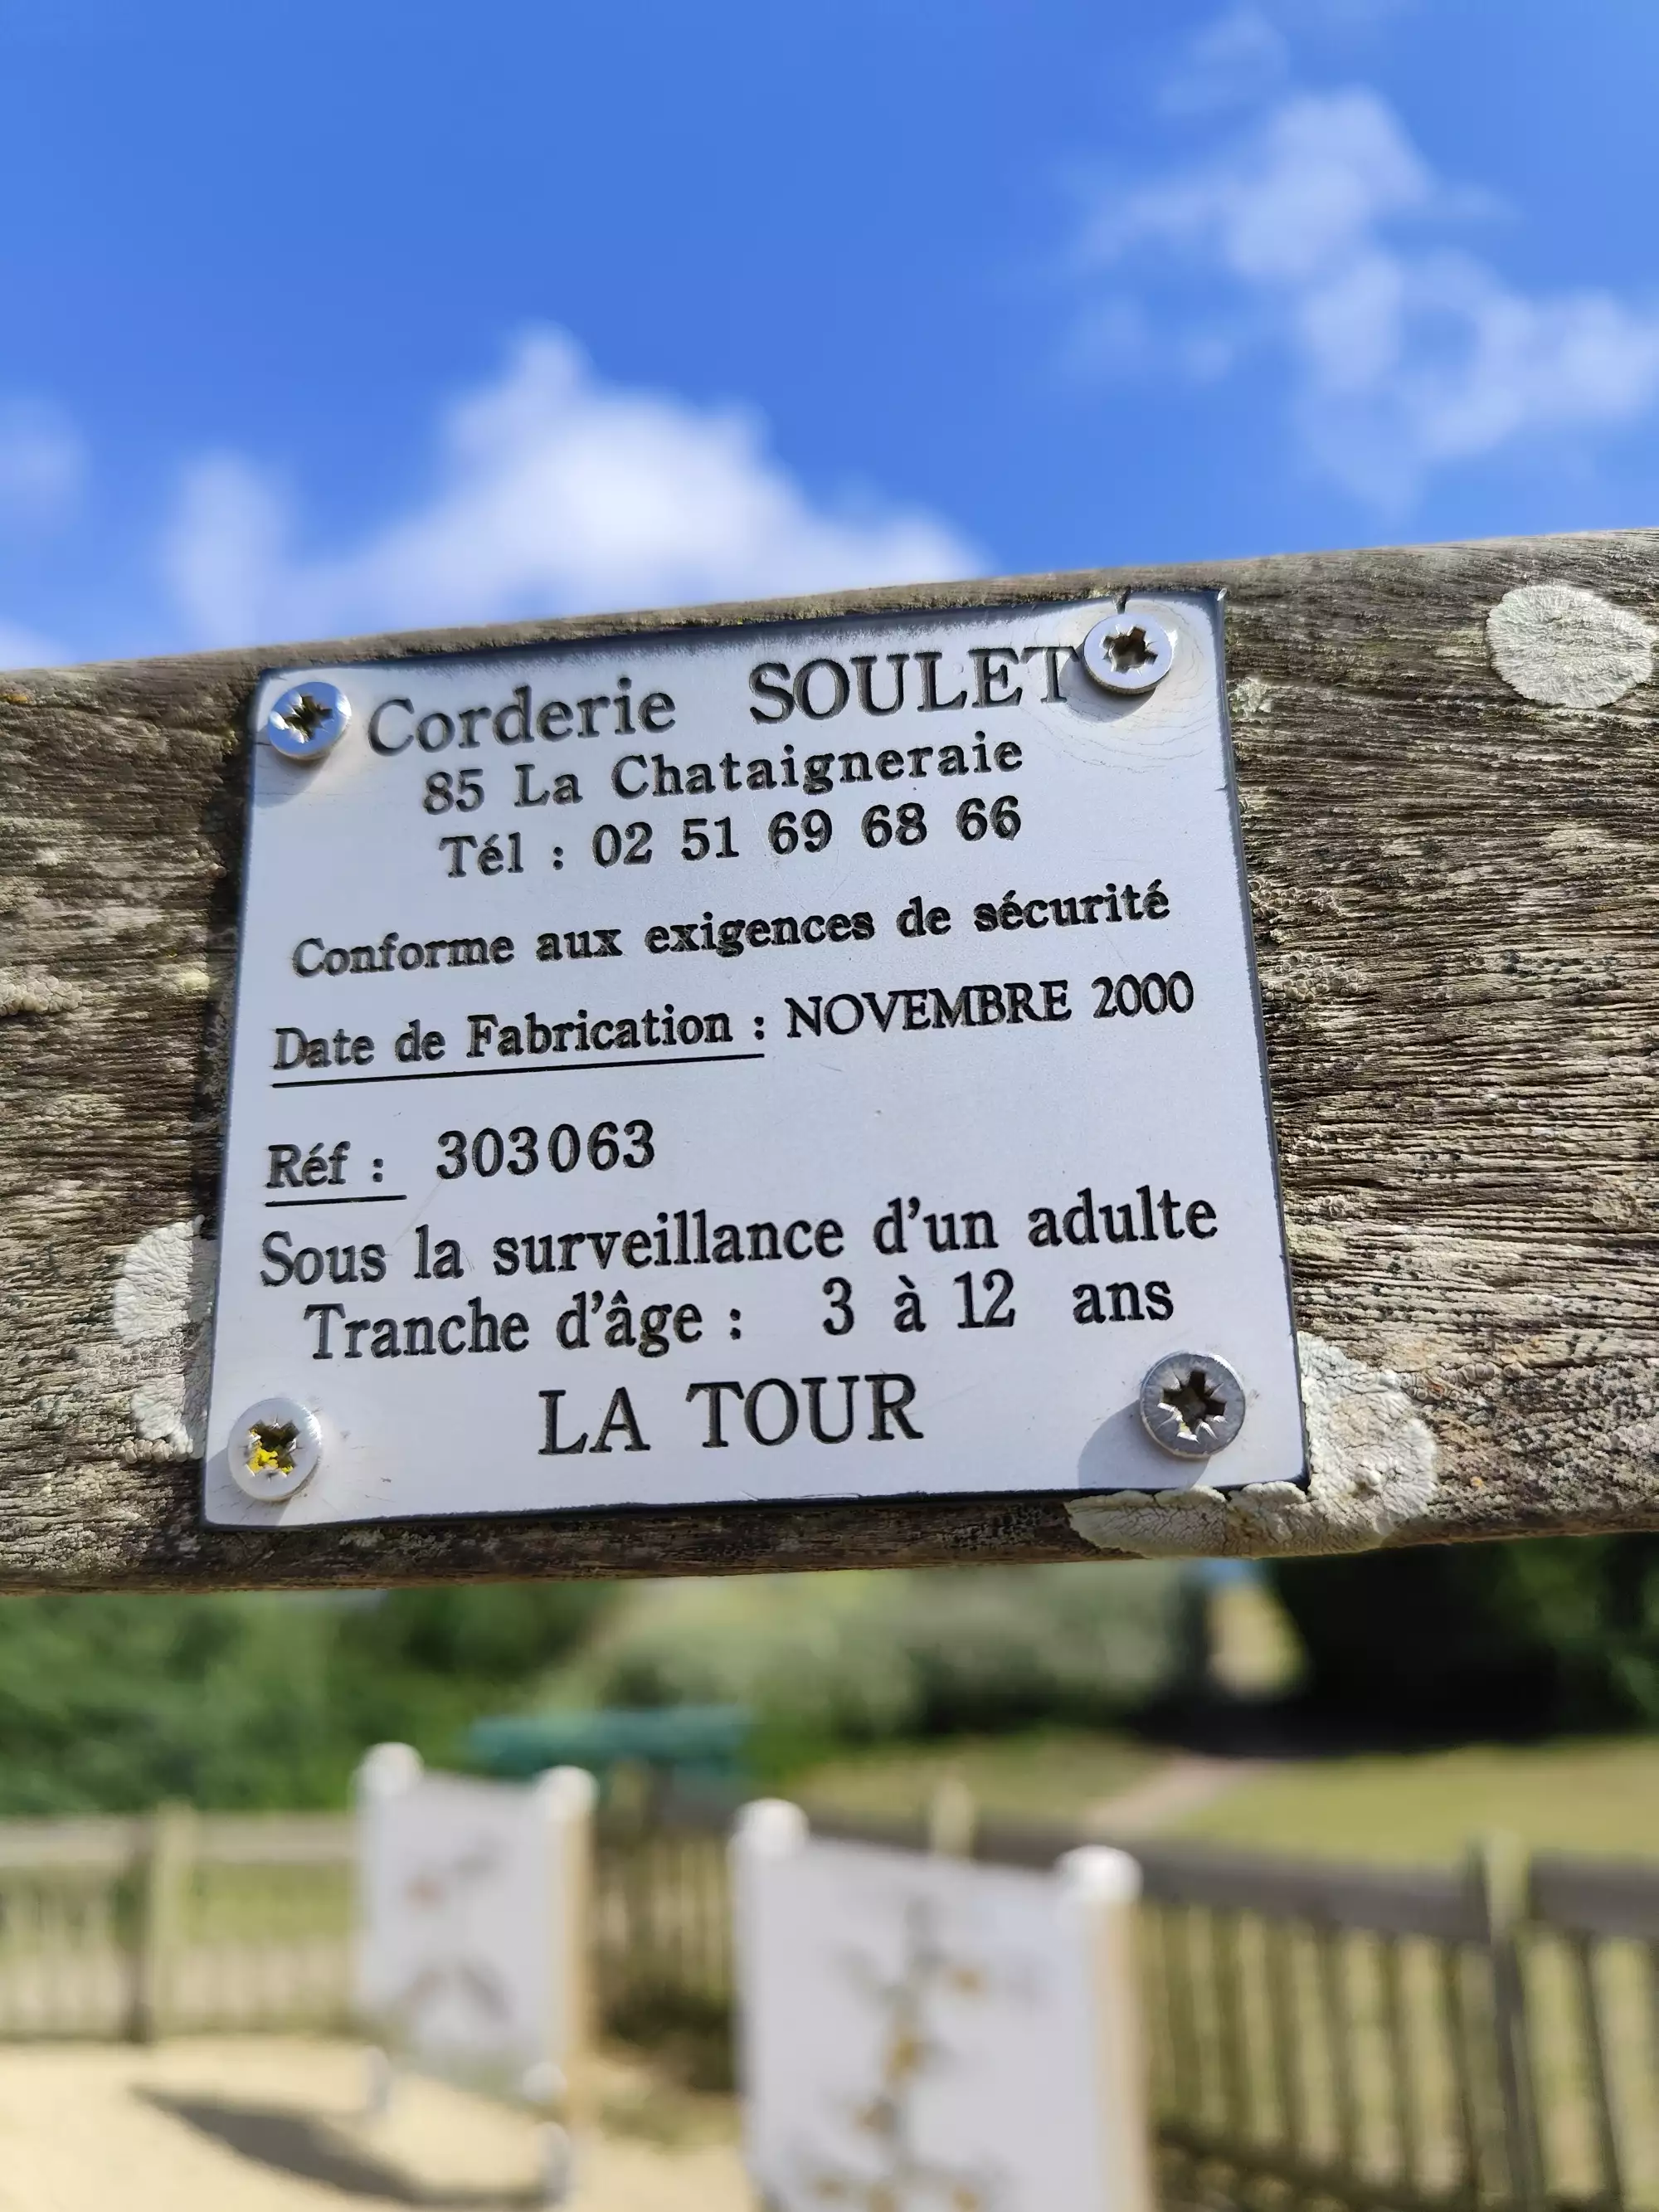 Corderie SOULET
85 La Chataigneraie
Tél : 02 51 69 68 66
Conforme aux exigences de sécurité
Date de Fabrication : NOVEMBRE 2000
Réf : 303063
Sous la surveillance d'un adulte
Tranche d'âge : 3 à 12 ans
LA TOUR